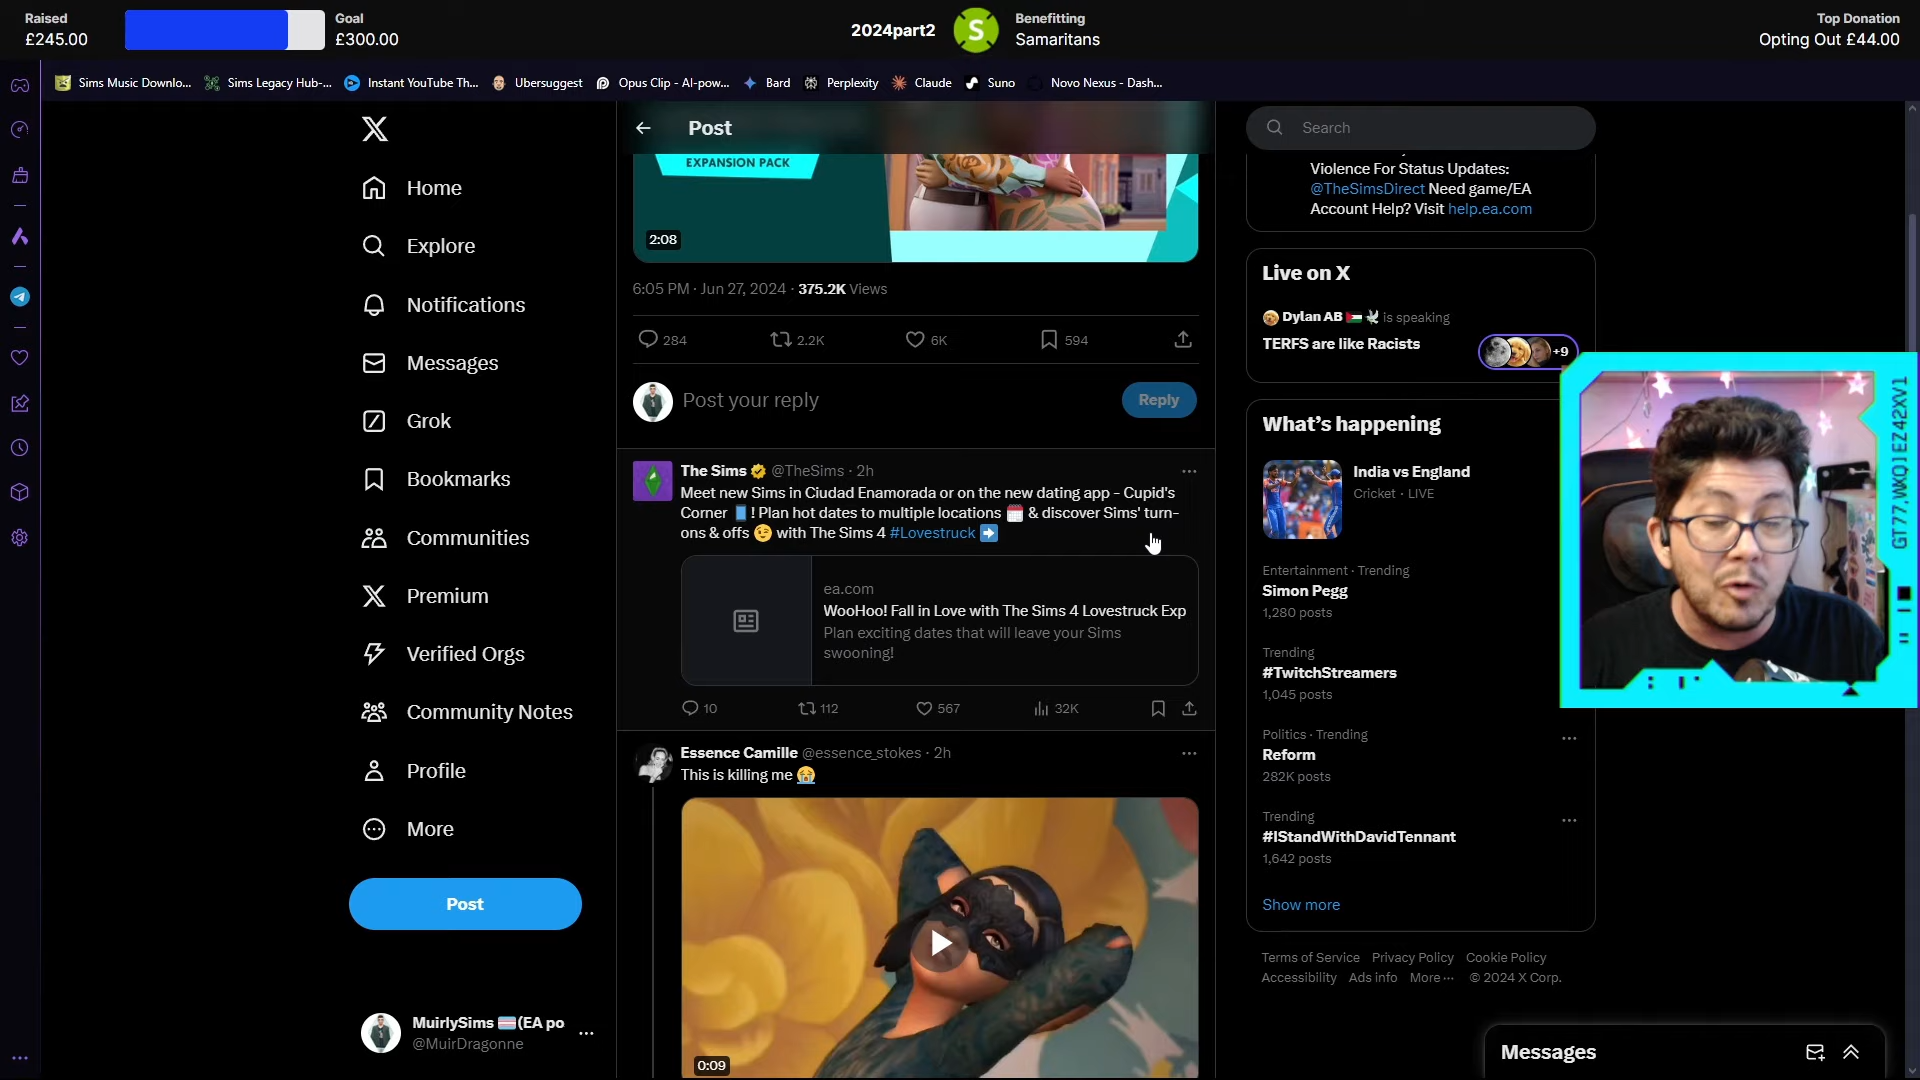 Raised
£245.00
Goal
£300.00
2024part2
S
Benefitting
Samaritans
Top Donation
Opting Out £44.00
Sims Music Downlo...
Sims Legacy Hub-...
Instant YouTube Th...
Ubersuggest
Opus Clip - AI-pow...
Bard
Perplexity
Claude
Suno
Novo Nexus - Dash...
Home
Explore
Notifications
Messages
Grok
Bookmarks
Communities
Premium
Verified Orgs
Community Notes
Profile
More
Post
MuirlySims (EA po
@MuirDragonne
Post
EXPANSION PACK
2:08
6:05 PM · Jun 27, 2024 · 375.2K Views
284
2.2K
6K
594
Post your reply
Reply
The Sims @TheSims · 2h
Meet new Sims in Ciudad Enamorada or on the new dating app - Cupid's
Corner 📱! Plan hot dates to multiple locations 🗓️ & discover Sims' turn-
ons & offs 😉 with The Sims 4 #Lovestruck ➡️
ea.com
WooHoo! Fall in Love with The Sims 4 Lovestruck Exp
Plan exciting dates that will leave your Sims
swooning!
10
112
567
32K
Essence Camille @essence_stokes · 2h
This is killing me 😭
0:09
Search
Violence For Status Updates:
@TheSimsDirect Need game/EA
Account Help? Visit help.ea.com
Live on X
Dylan AB 🇵🇸🕊 is speaking
TERFS are like Racists
+9
What's happening
India vs England
Cricket · LIVE
Entertainment · Trending
Simon Pegg
1,280 posts
Trending
#TwitchStreamers
1,045 posts
Politics · Trending
Reform
282K posts
Trending
#IStandWithDavidTennant
1,642 posts
Show more
Terms of Service Privacy Policy Cookie Policy
Accessibility Ads info More ··· © 2024 X Corp.
Messages